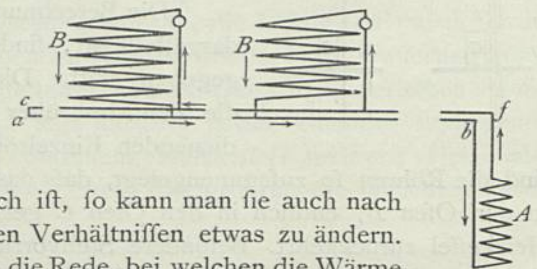 B
B
c
a
f
b
A
ch iſt, ſo kann man ſie auch nach
en Verhältniſſen etwas zu ändern.
die Rede, bei welchen die Wärme